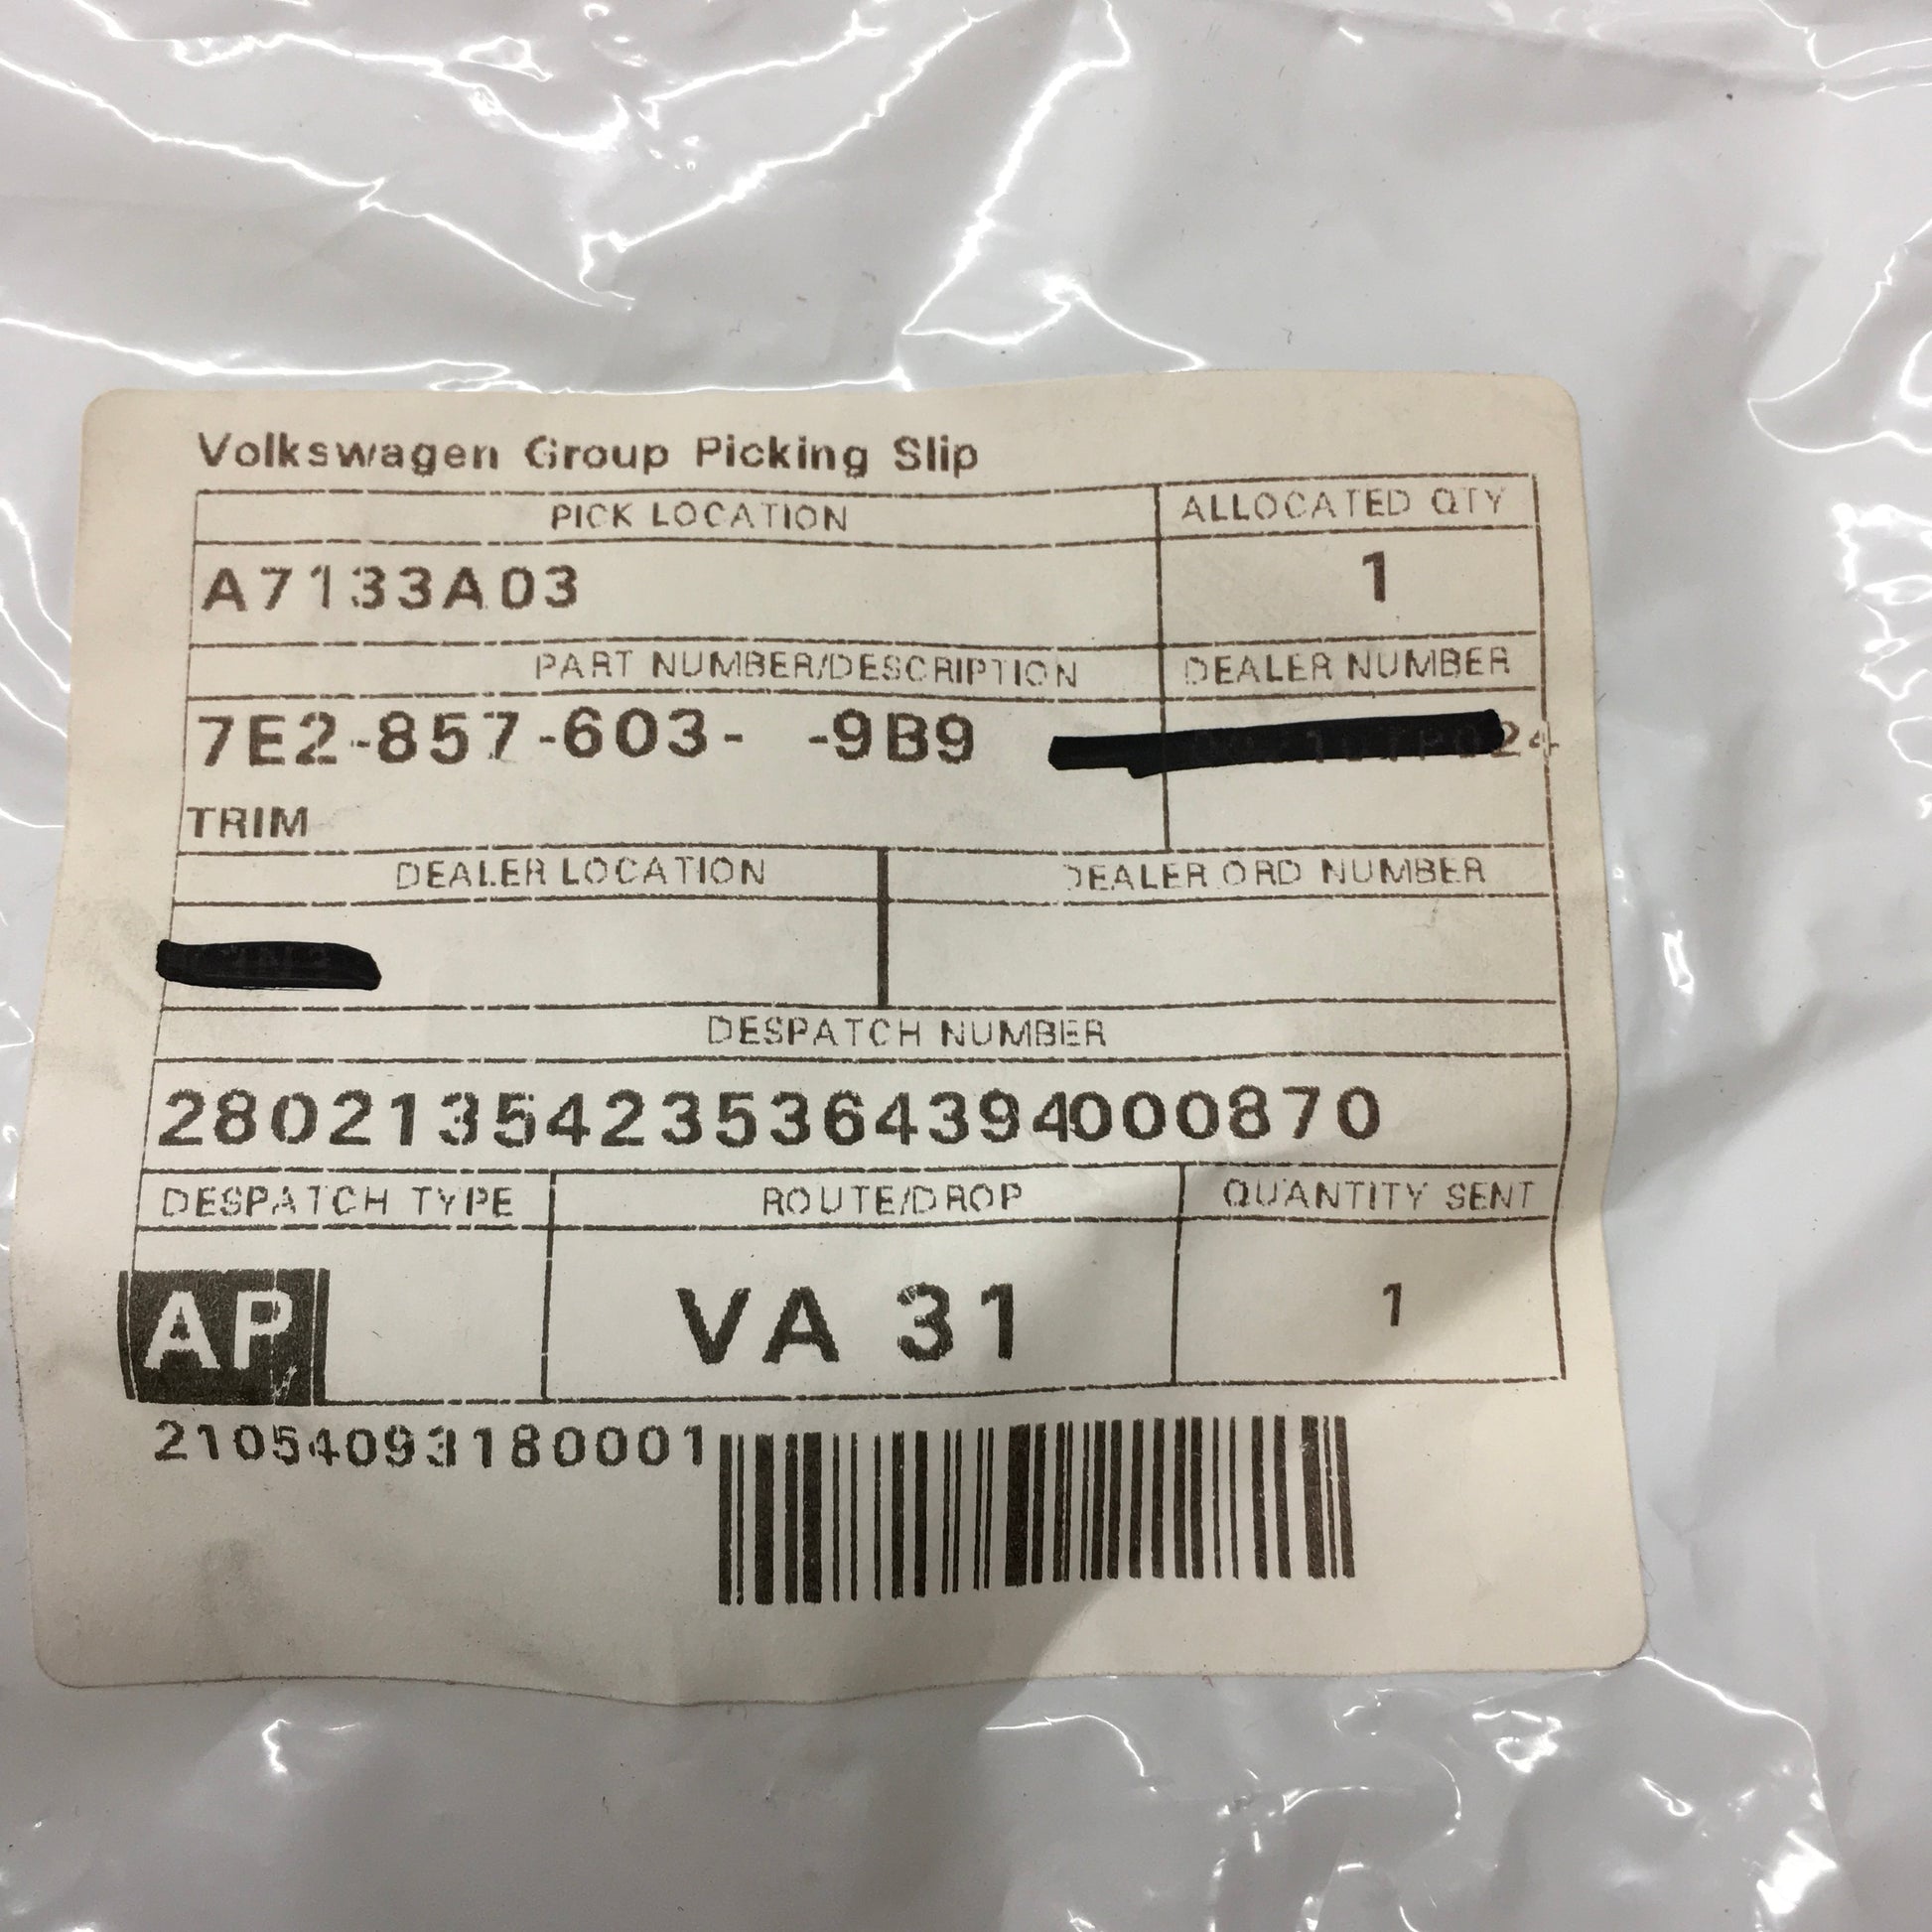 Volkswagen Group Picking Slip
PICK LOCATION ALLOCATED QTY
A7133A03 1
PART NUMBER/DESCRIPTION DEALER NUMBER
7E2-857-603- -9B9
TRIM
DEALER LOCATION DEALER ORD NUMBER
DESPATCH NUMBER
28021354235364394000870
DESPATCH TYPE ROUTE/DROP QUANTITY SENT
AP VA 31 1
21054093180001